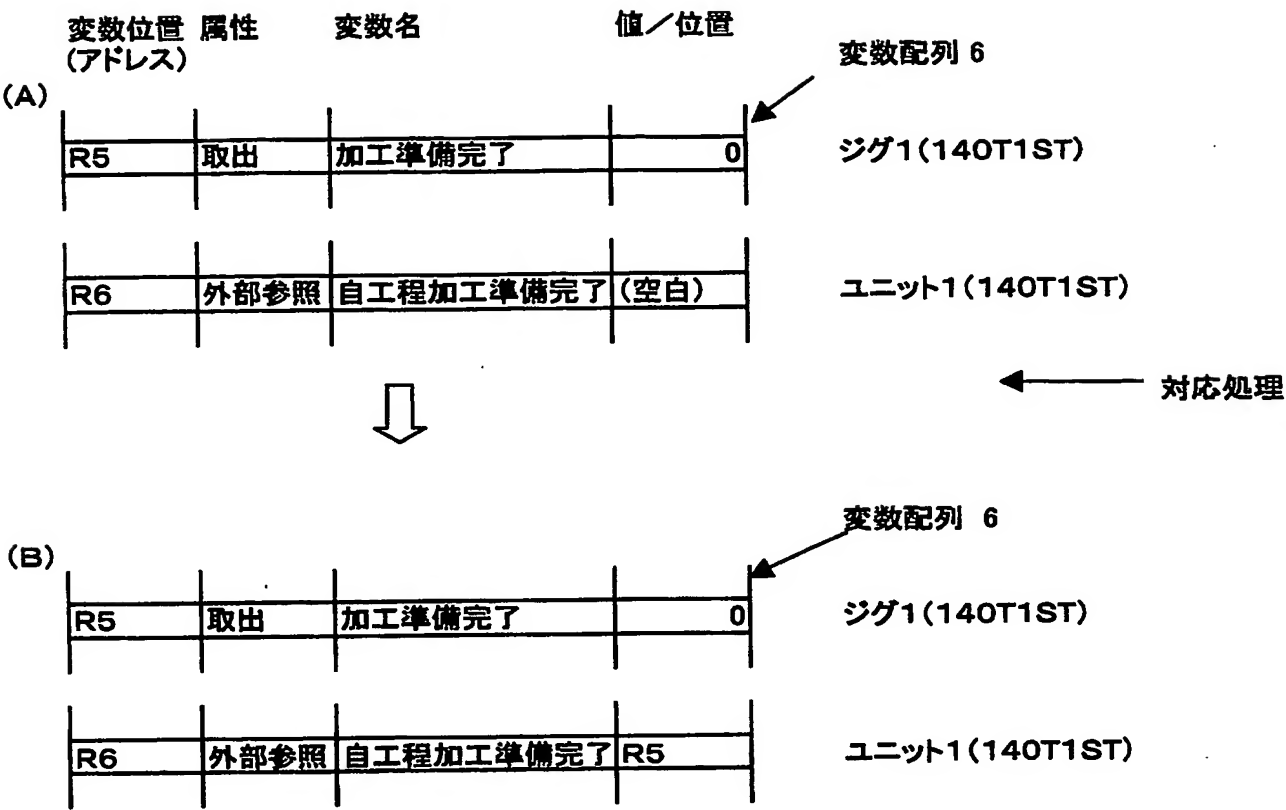 変数位置 属性 変数名 値／位置
(アドレス)
変数配列 6
(A)
R5 取出 加工準備完了 0 ジグ1(140T1ST)
R6 外部参照 自工程加工準備完了 (空白) ユニット1(140T1ST)
対応処理
変数配列 6
(B)
R5 取出 加工準備完了 0 ジグ1(140T1ST)
R6 外部参照 自工程加工準備完了 R5 ユニット1(140T1ST)